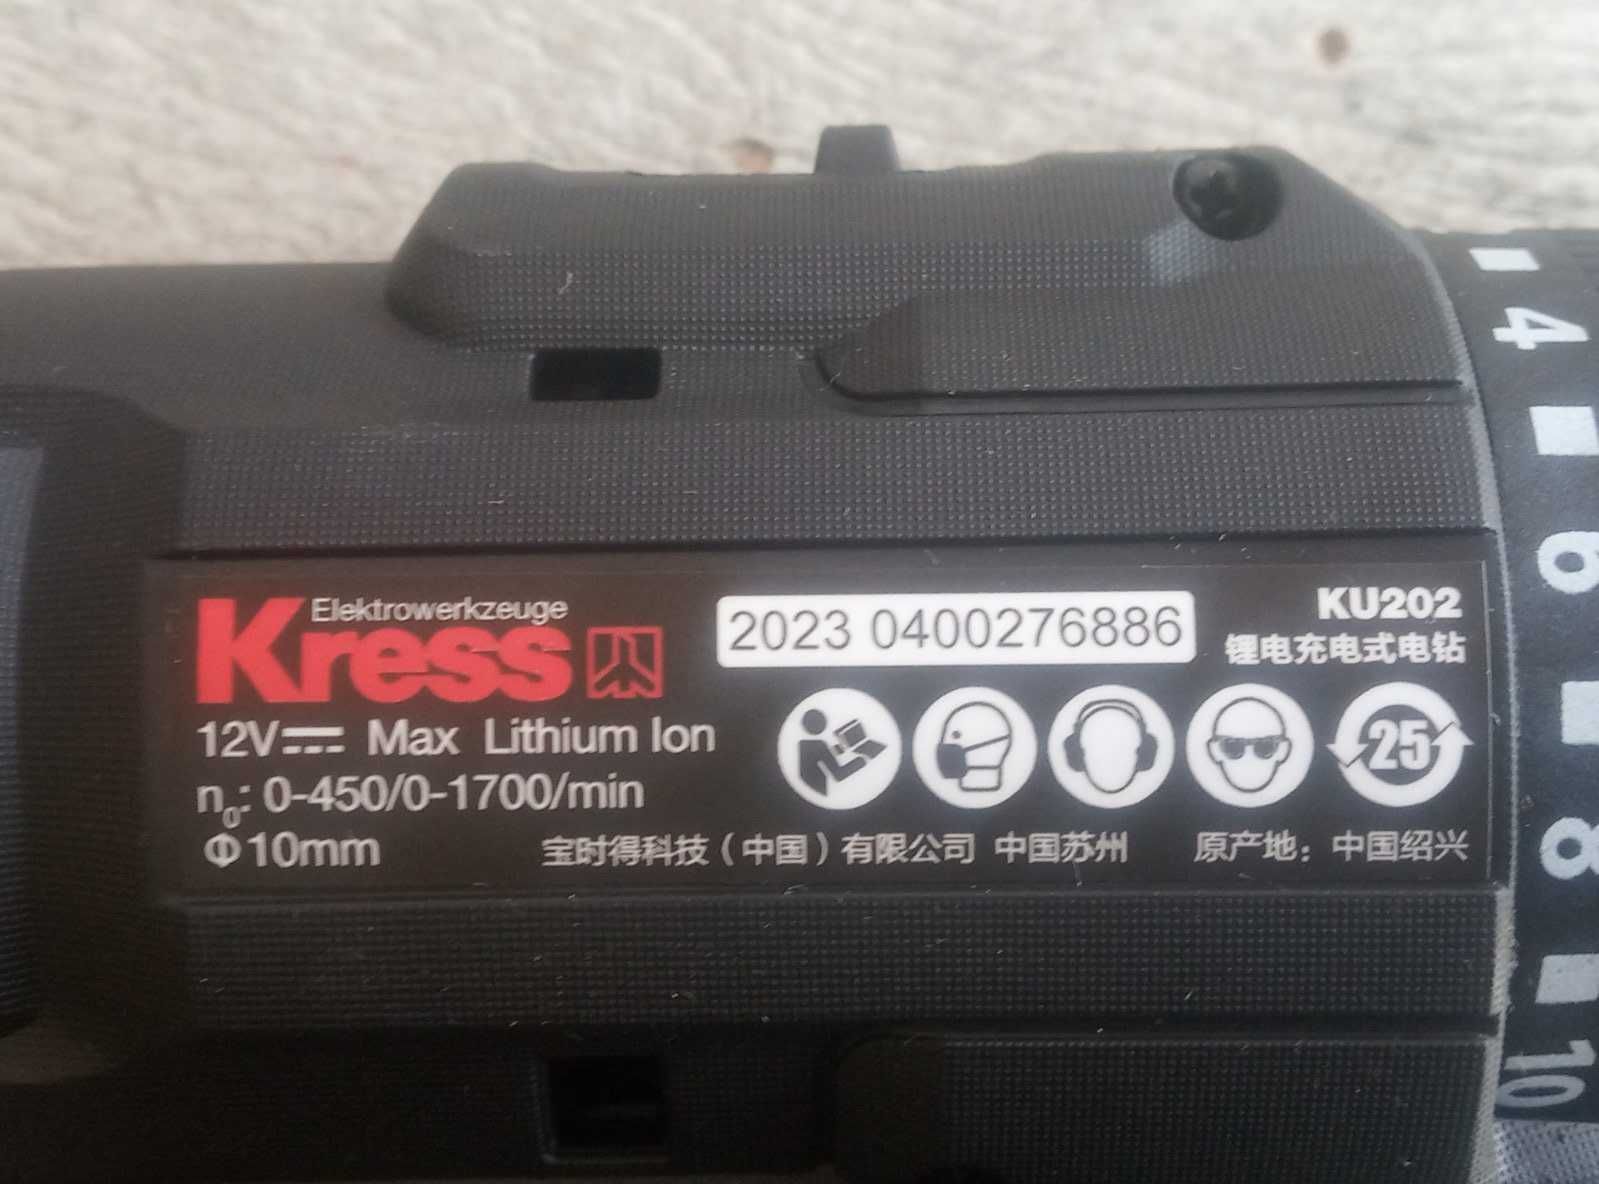 Elektrowerkzeuge
Kress
12V Max Lithium Ion
n0: 0-450/0-1700/min
Φ10mm
2023 0400276886
KU202
锂电充电式电钻
25
宝时得科技（中国）有限公司 中国苏州 原产地：中国绍兴
4
6
8
10